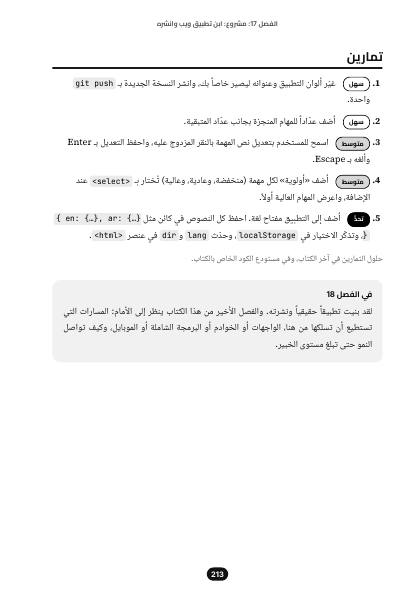 الفصل 17: مشروع: ابنِ تطبيق ويب وانشره
تمارين
1. سهل غيّر ألوان التطبيق وعنوانه ليصير خاصاً بك، وانشر النسخة الجديدة بـ git push
واحدة.
2. سهل أضف عدّاداً للمهام المنجزة بجانب عدّاد المتبقية.
3. متوسط اسمح للمستخدم بتعديل نص المهمة بالنقر المزدوج عليه، واحفظ التعديل بـ Enter
وألغه بـ Escape.
4. متوسط أضف «أولوية» لكل مهمة (منخفضة، وعادية، وعالية) تُختار بـ <select> عند
الإضافة، واعرض المهام العالية أولاً.
5. تحدٍّ أضف إلى التطبيق مفتاح لغة. احفظ كل النصوص في كائن مثل { en: {…}, ar: {…}
}، وتذكّر الاختيار في localStorage، وحدّث lang و dir في عنصر <html>.
حلول التمارين في آخر الكتاب، وفي مستودع الكود الخاص بالكتاب.
في الفصل 18
لقد بنيت تطبيقاً حقيقياً ونشرته. والفصل الأخير من هذا الكتاب ينظر إلى الأمام: المسارات التي
تستطيع أن تسلكها من هنا، الواجهات أو الخوادم أو البرمجة الشاملة أو الموبايل، وكيف تواصل
النمو حتى تبلغ مستوى الخبير.
213